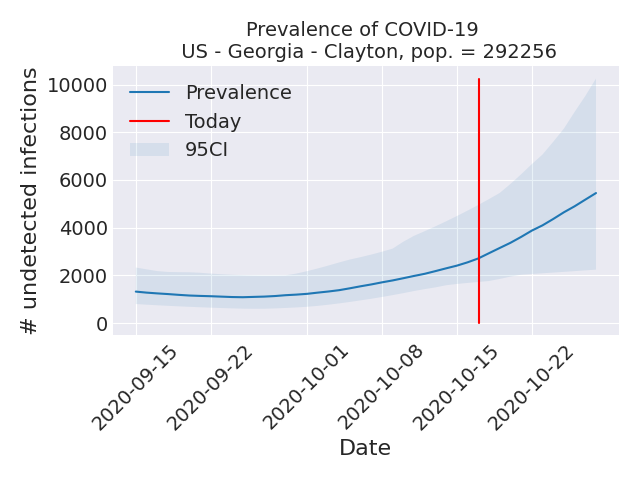 Prevalence of COVID-19
US - Georgia - Clayton, pop. = 292256
# undetected infections
10000
8000
6000
4000
2000
0
Prevalence
Today
95CI
2020-09-15
2020-09-22
2020-10-01
2020-10-08
2020-10-15
2020-10-22
Date